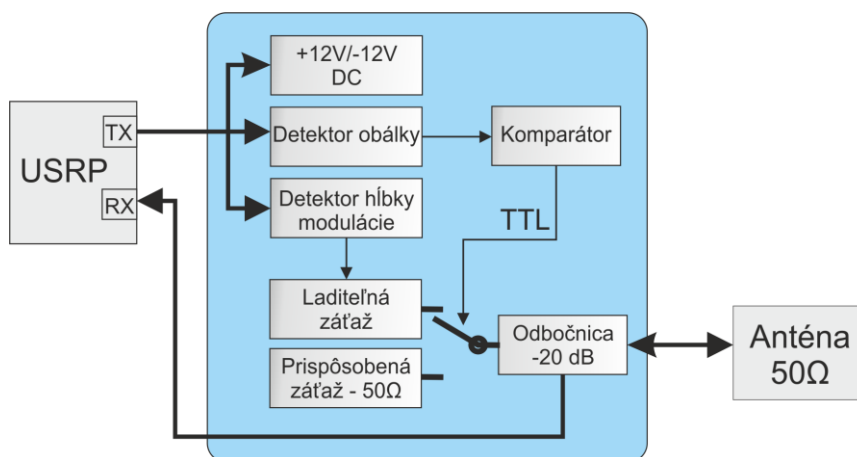 +12V/-12V
DC
TX
Detektor obálky
Komparátor
USRP
RX
Detektor hĺbky
modulácie
TTL
Laditeľná
záťaž
Odbočnica
-20 dB
Anténa
50Ω
Prispôsobená
záťaž - 50Ω